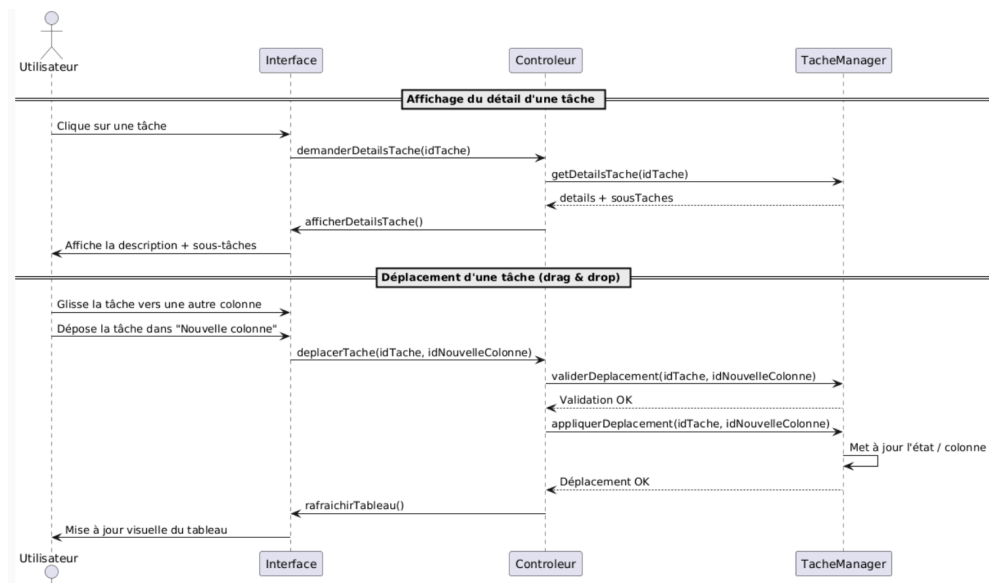 Utilisateur
Interface
Controleur
TacheManager
Affichage du détail d'une tâche
Clique sur une tâche
demanderDetailsTache(idTache)
getDetailsTache(idTache)
details + sousTaches
afficherDetailsTache()
Affiche la description + sous-tâches
Déplacement d'une tâche (drag & drop)
Glisse la tâche vers une autre colonne
Dépose la tâche dans "Nouvelle colonne"
deplacerTache(idTache, idNouvelleColonne)
validerDeplacement(idTache, idNouvelleColonne)
Validation OK
appliquerDeplacement(idTache, idNouvelleColonne)
Met à jour l'état / colonne
Déplacement OK
rafraichirTableau()
Mise à jour visuelle du tableau
Utilisateur
Interface
Controleur
TacheManager